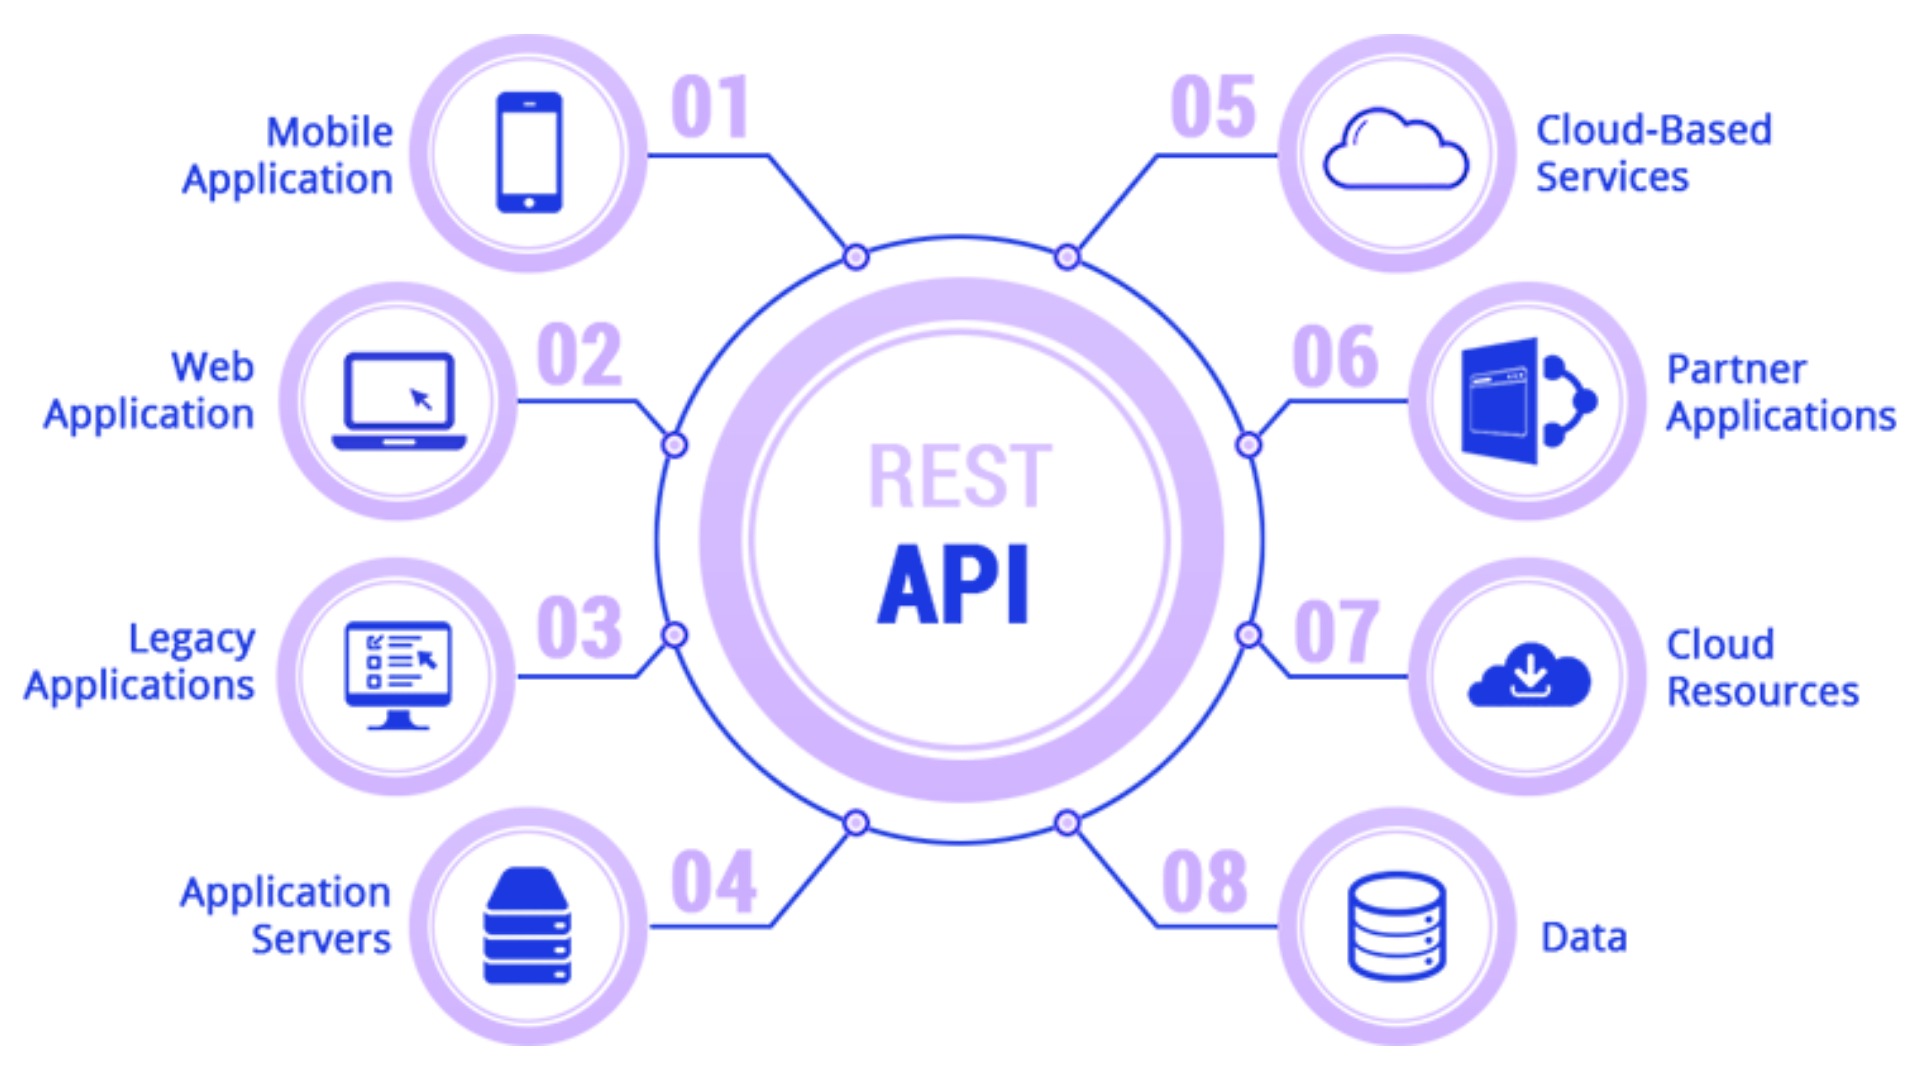 01
Mobile
Application
02
Web
Application
03
Legacy
Applications
04
Application
Servers
REST
API
05
Cloud-Based
Services
06
Partner
Applications
07
Cloud
Resources
08
Data